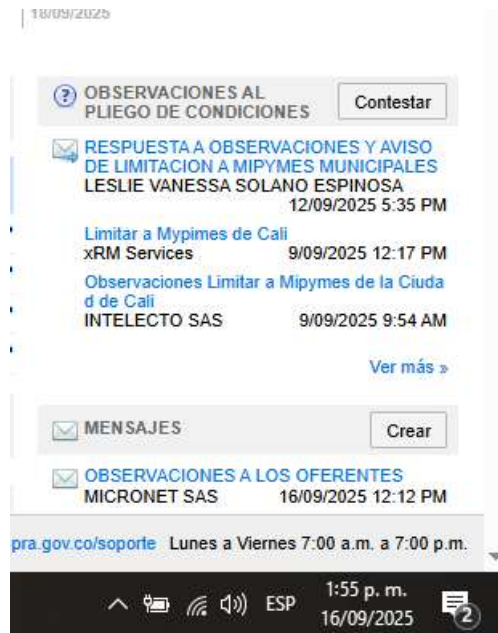 18/09/2025
OBSERVACIONES AL
PLIEGO DE CONDICIONES
Contestar
RESPUESTA A OBSERVACIONES Y AVISO
DE LIMITACION A MIPYMES MUNICIPALES
LESLIE VANESSA SOLANO ESPINOSA
12/09/2025 5:35 PM
Limitar a Mypimes de Cali
xRM Services 9/09/2025 12:17 PM
Observaciones Limitar a Mipymes de la Ciuda
d de Cali
INTELECTO SAS 9/09/2025 9:54 AM
Ver más »
MENSAJES
Crear
OBSERVACIONES A LOS OFERENTES
MICRONET SAS 16/09/2025 12:12 PM
pra.gov.co/soporte Lunes a Viernes 7:00 a.m. a 7:00 p.m.
ESP
1:55 p. m.
16/09/2025
2